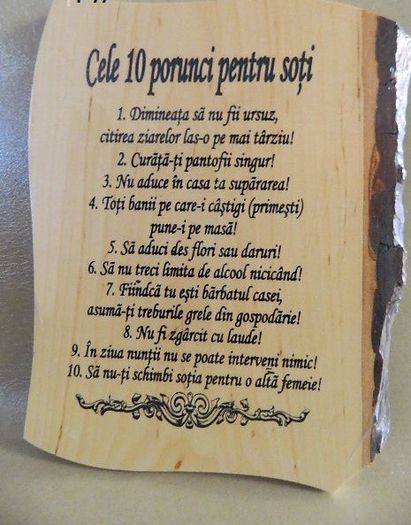 Cele 10 porunci pentru soți
1. Dimineața să nu fii ursuz,
citirea ziarelor las-o pe mai târziu!
2. Curăță-ți pantofii singur!
3. Nu aduce în casa ta supărarea!
4. Toți banii pe care-i câștigi (primești)
pune-i pe masă!
5. Să aduci des flori sau daruri!
6. Să nu treci limita de alcool nicicând!
7. Fiindcă tu ești bărbatul casei,
asumă-ți treburile grele din gospodărie!
8. Nu fi zgârcit cu laude!
9. În ziua nunții nu se poate interveni nimic!
10. Să nu-ți schimbi soția pentru o altă femeie!